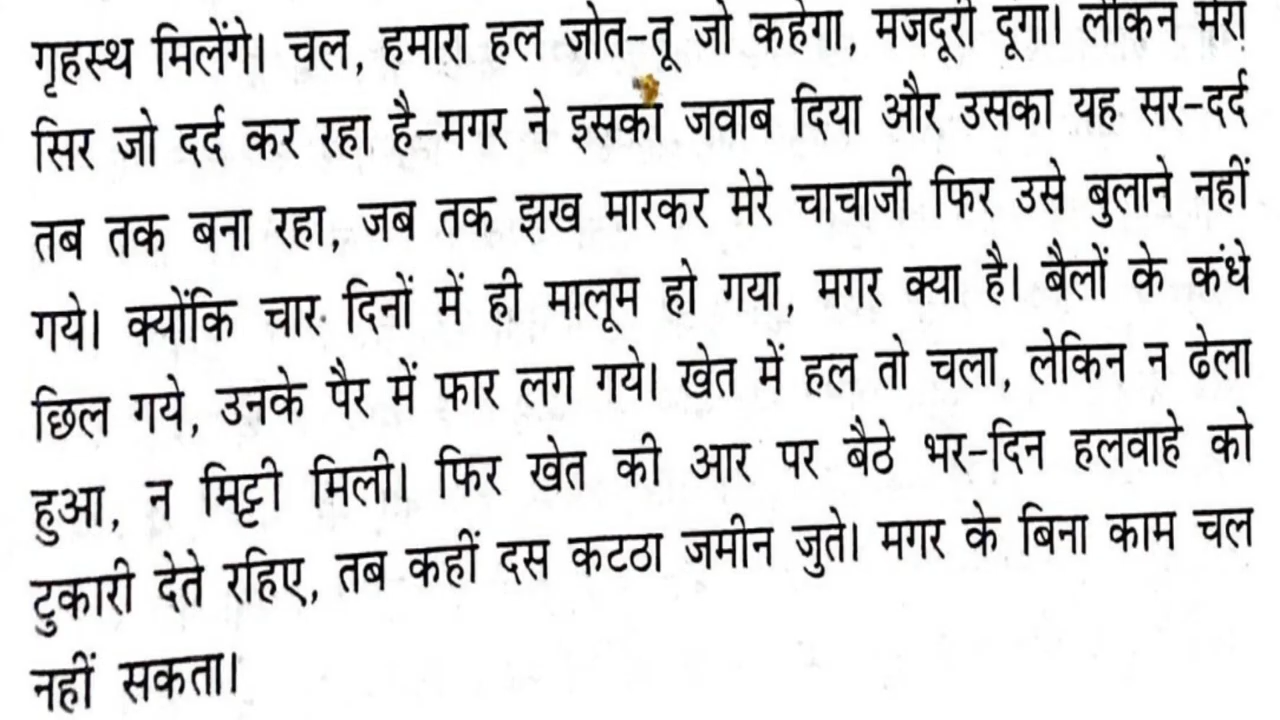 गृहस्थ मिलेंगे। चल, हमारा हल जोत-तू जो कहेगा, मजदूरी दूगा। लेकिन मेरा
सिर जो दर्द कर रहा है-मगर ने इसको जवाब दिया और उसका यह सर-दर्द
तब तक बना रहा, जब तक झख मारकर मेरे चाचाजी फिर उसे बुलाने नहीं
गये। क्योंकि चार दिनों में ही मालूम हो गया, मगर क्या है। बैलों के कंधे
छिल गये, उनके पैर में फार लग गये। खेत में हल तो चला, लेकिन न ढेला
हुआ, न मिट्टी मिली। फिर खेत की आर पर बैठे भर-दिन हलवाहे को
टुकारी देते रहिए, तब कहीं दस कटठा जमीन जुते। मगर के बिना काम चल
नहीं सकता।